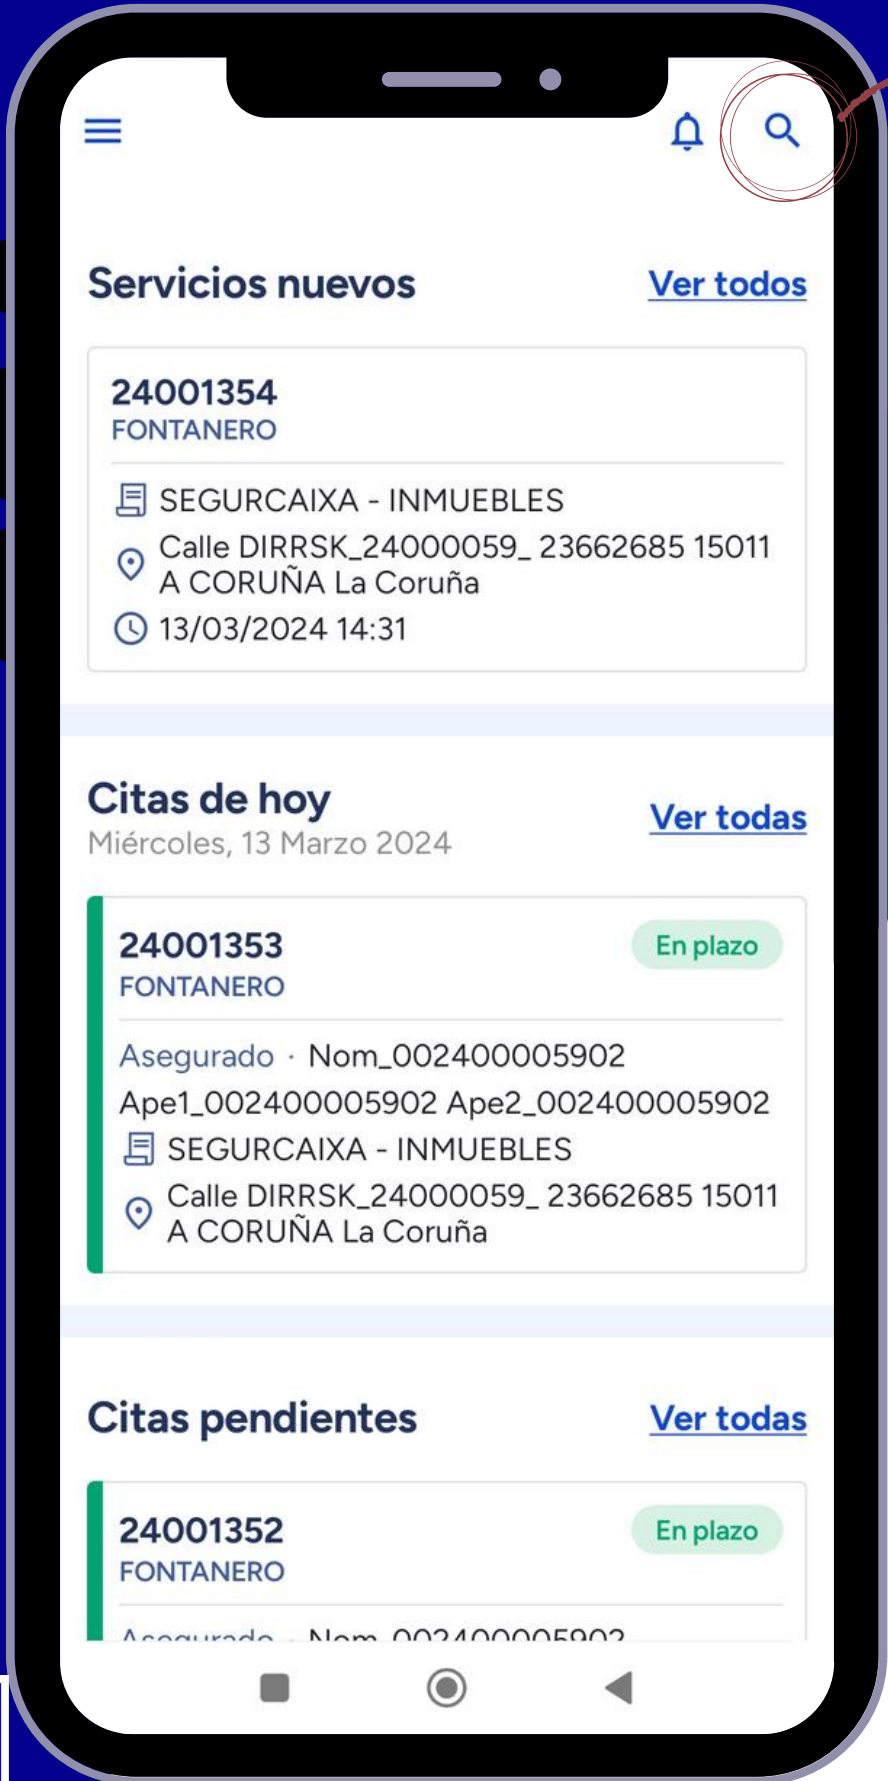 Servicios nuevos
Ver todos
24001354
FONTANERO
SEGURCAIXA - INMUEBLES
Calle DIRRSK_24000059_ 23662685 15011
A CORUÑA La Coruña
13/03/2024 14:31
Citas de hoy
Ver todas
Miércoles, 13 Marzo 2024
24001353
En plazo
FONTANERO
Asegurado · Nom_002400005902
Ape1_002400005902 Ape2_002400005902
SEGURCAIXA - INMUEBLES
Calle DIRRSK_24000059_ 23662685 15011
A CORUÑA La Coruña
Citas pendientes
Ver todas
24001352
En plazo
FONTANERO
Asegurado · Nom_002400005902